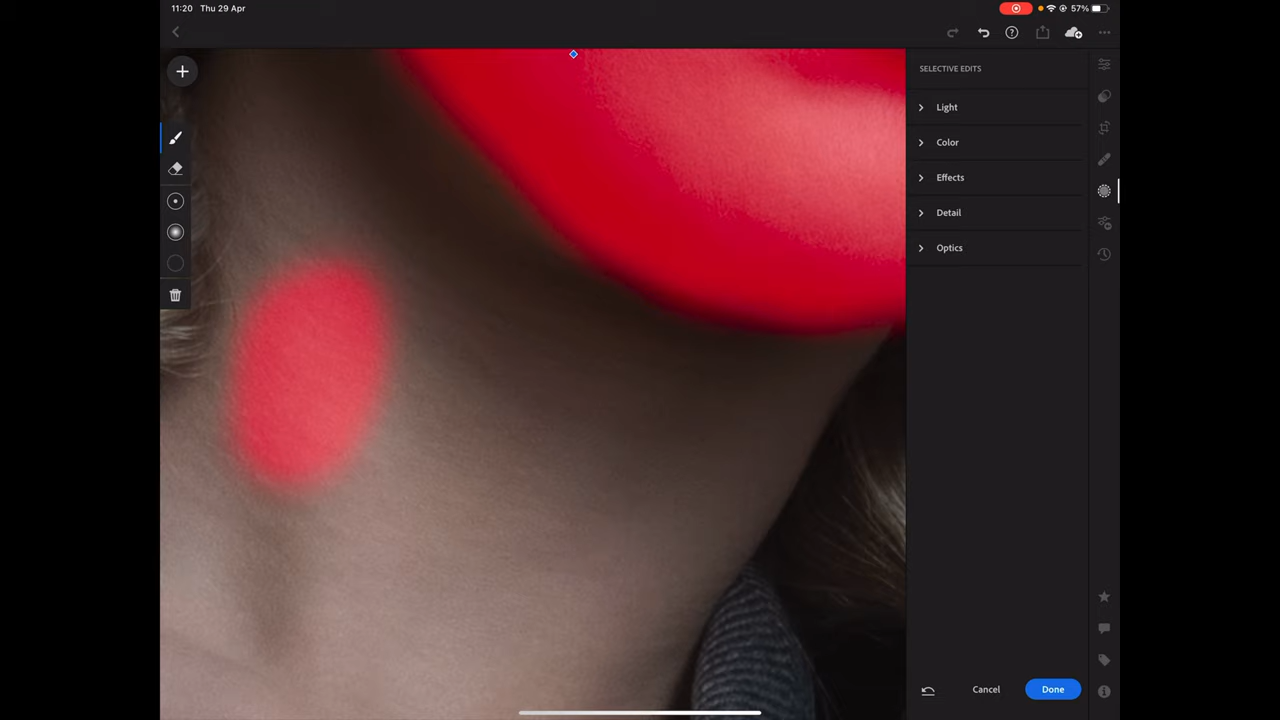 11:20 Thu 29 Apr
57%
SELECTIVE EDITS
Light
Color
Effects
Detail
Optics
Cancel
Done